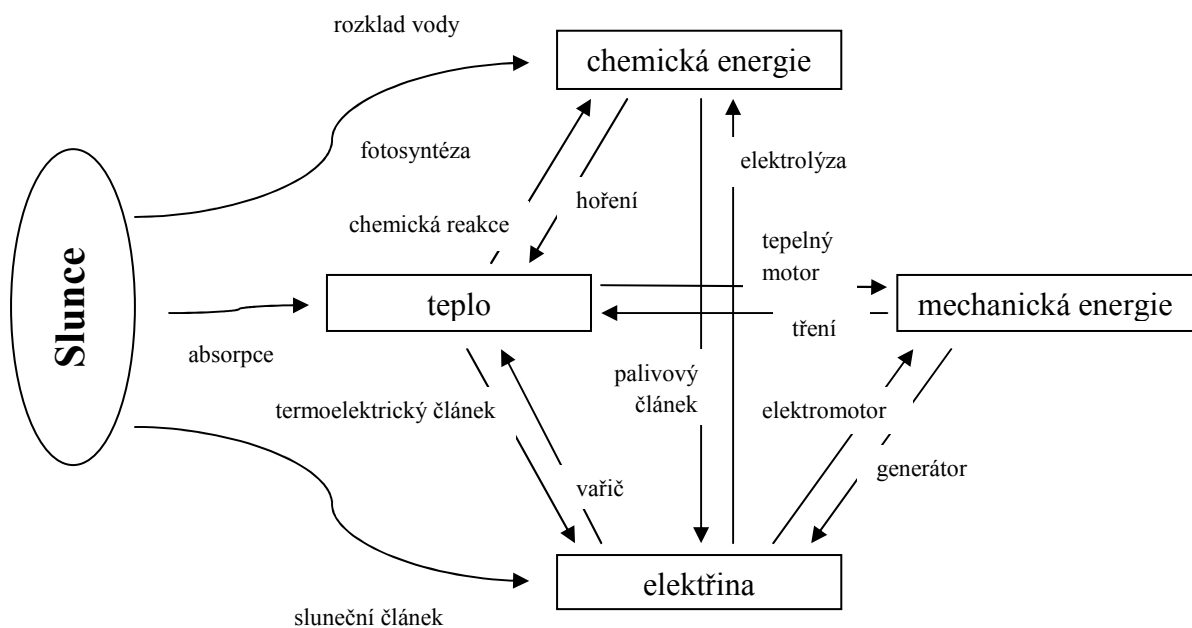 rozklad vody
chemická energie
fotosyntéza
elektrolýza
hoření
chemická reakce
tepelný
motor
Slunce
teplo
mechanická energie
tření
absorpce
palivový
článek
termoelektrický článek
elektromotor
generátor
vařič
elektřina
sluneční článek